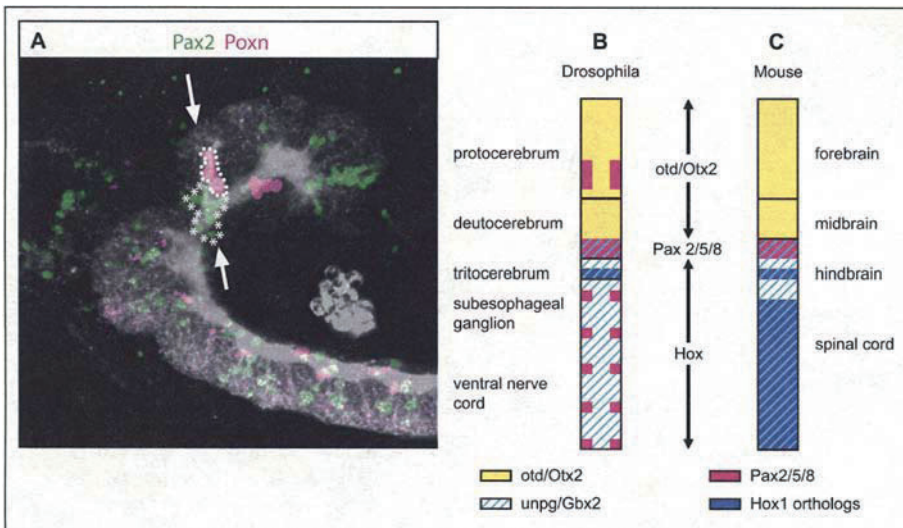 A
Pax2 Poxn
B
Drosophila
C
Mouse
protocerebrum
deutocerebrum
tritocerebrum
subesophageal
ganglion
ventral nerve
cord
otd/Otx2
Pax 2/5/8
Hox
forebrain
midbrain
hindbrain
spinal cord
otd/Otx2
unpg/Gbx2
Pax2/5/8
Hox1 orthologs